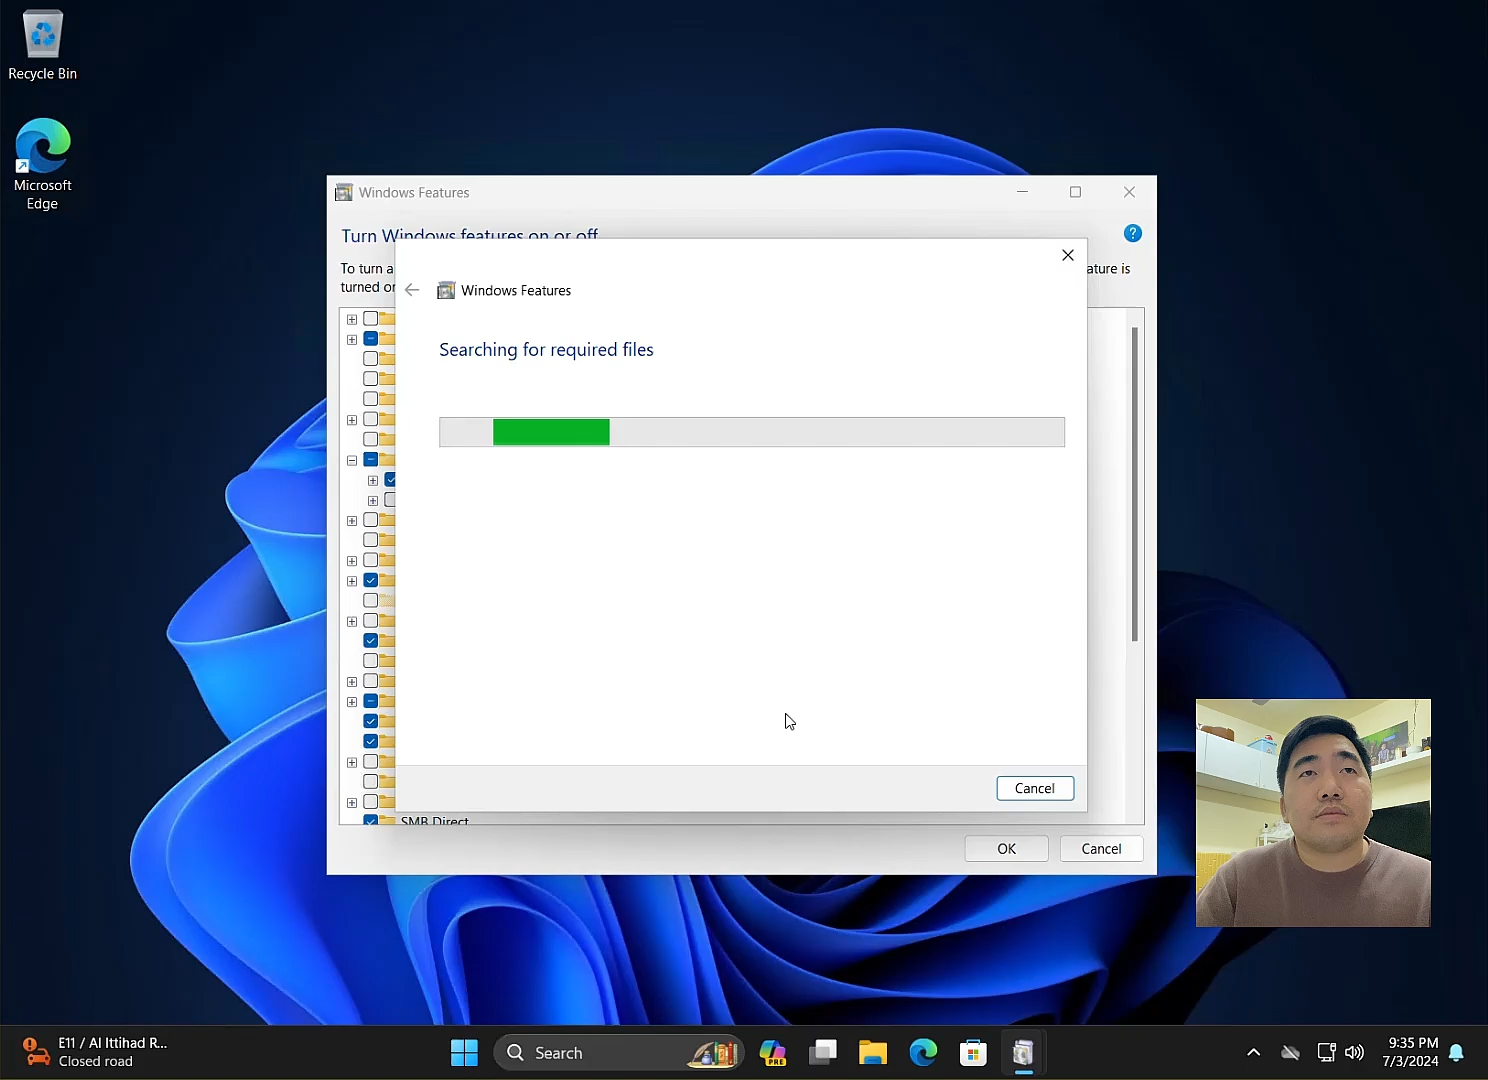 Recycle Bin
Microsoft
Edge
Windows Features
Turn Windows features on or off
To turn a
ature is
turned
Windows Features
Searching for required files
Cancel
SMB Direct
OK
Cancel
E11 / Al Ittihad R...
Closed road
Search
PRE
9:35 PM
7/3/2024